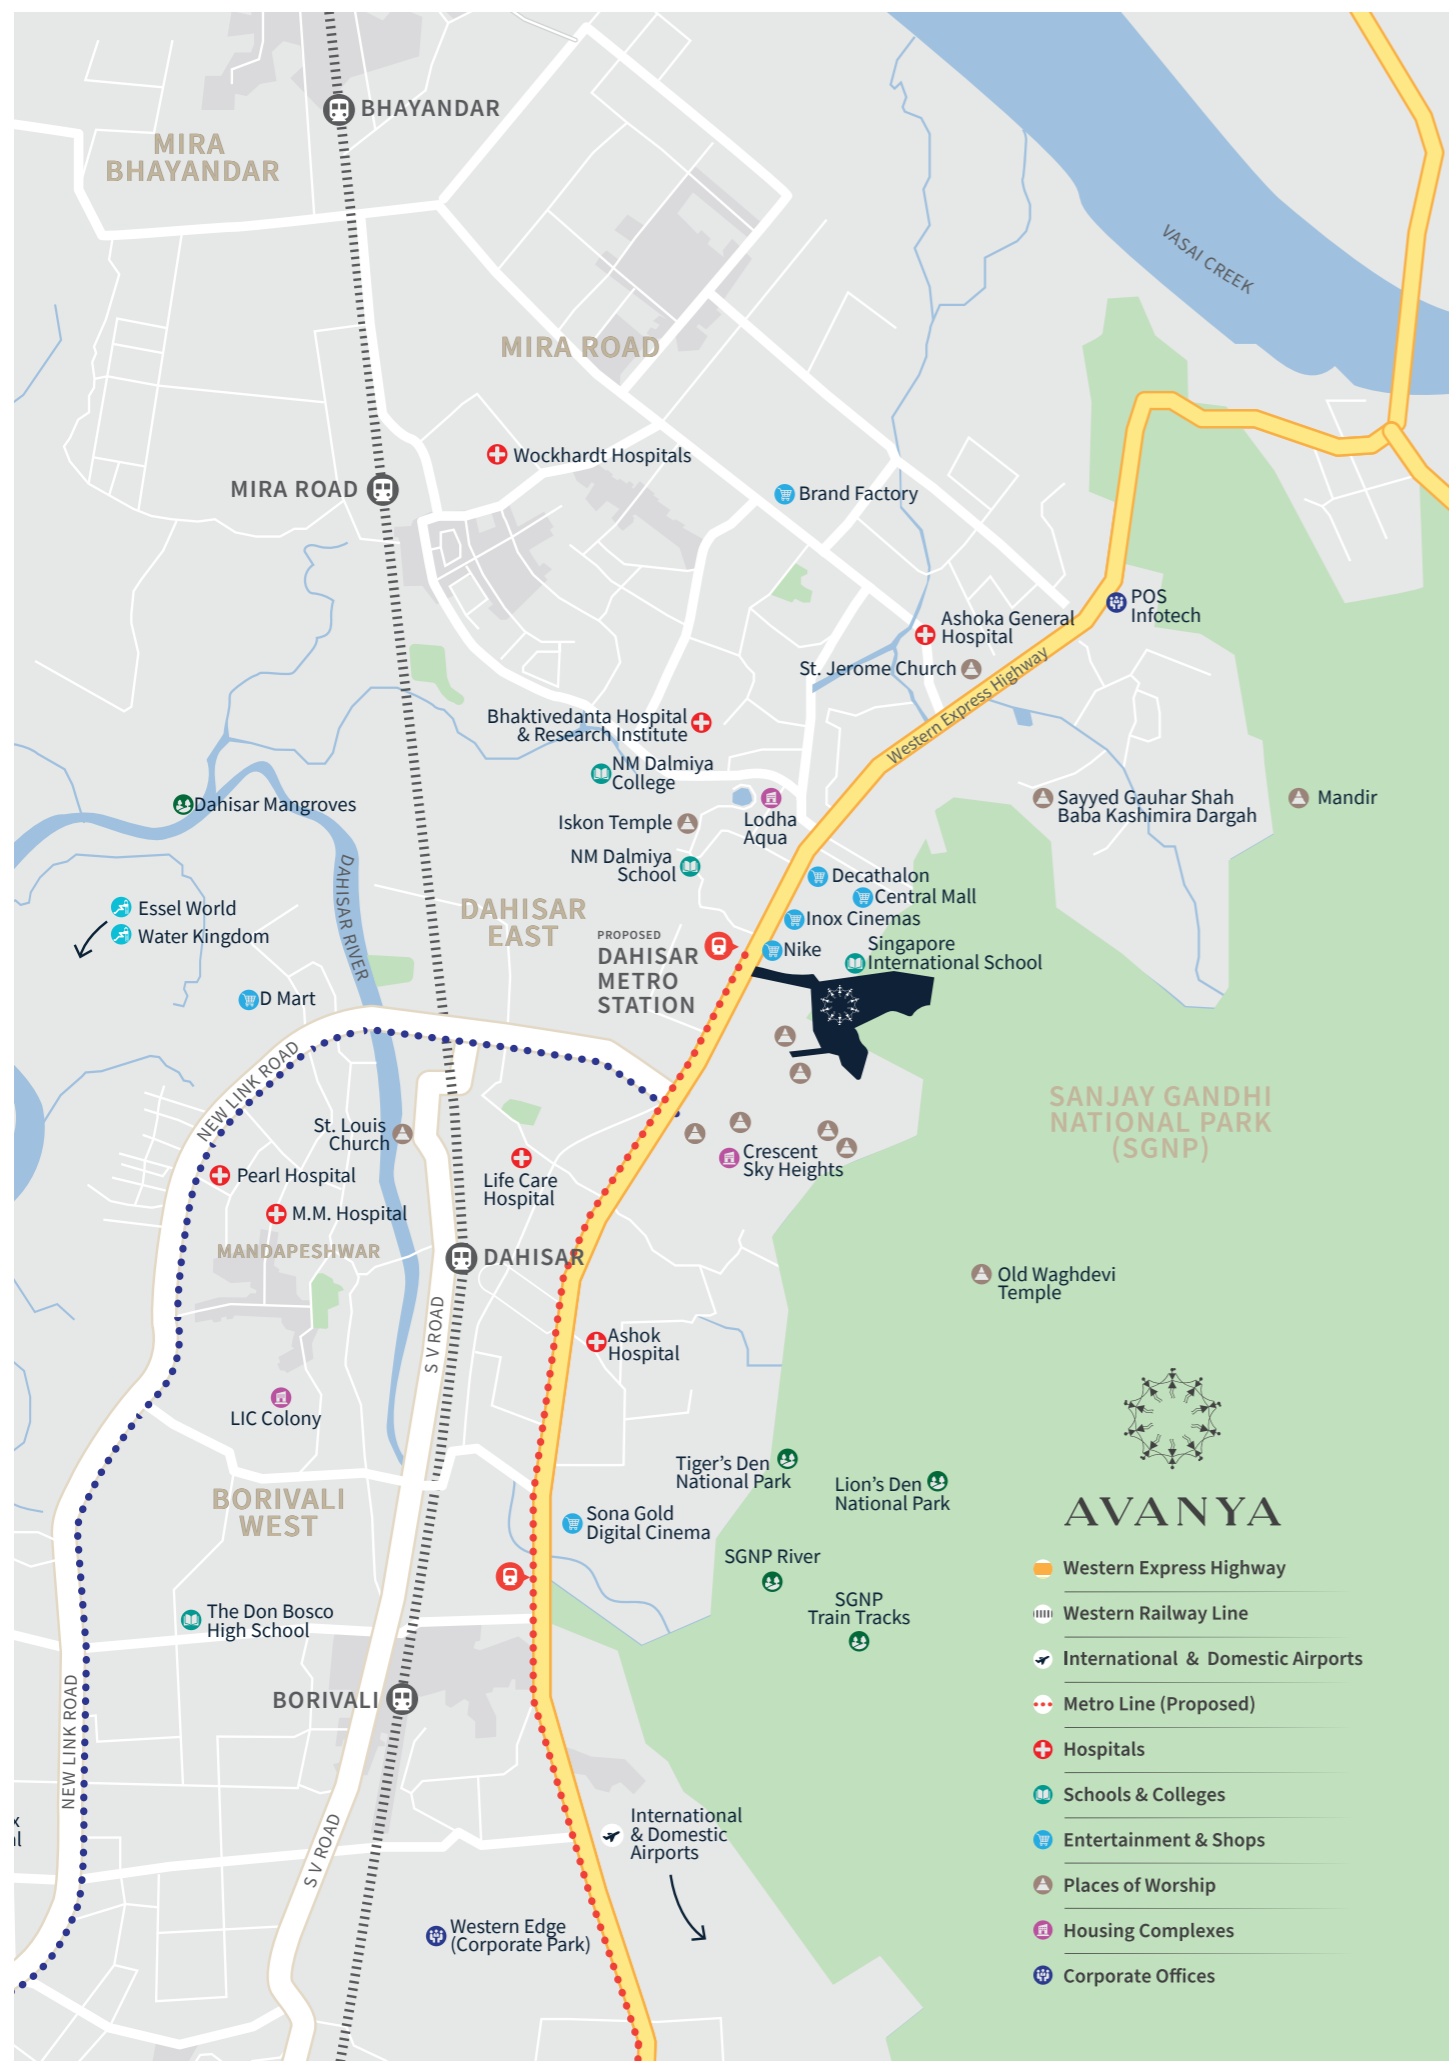 BHAYANDAR
MIRA
BHAYANDAR
VASAI CREEK
MIRA ROAD
Wockhardt Hospitals
MIRA ROAD
Brand Factory
POS
Infotech
Ashoka General
Hospital
St. Jerome Church
Western Express Highway
Bhaktivedanta Hospital
& Research Institute
NM Dalmiya
College
Dahisar Mangroves
Iskon Temple
Lodha
Aqua
Sayyed Gauhar Shah
Baba Kashimira Dargah
Mandir
NM Dalmiya
School
Decathalon
Central Mall
Inox Cinemas
Nike
Singapore
International School
DAHISAR RIVER
Essel World
Water Kingdom
DAHISAR
EAST
PROPOSED
DAHISAR
METRO
STATION
D Mart
NEW LINK ROAD
SANJAY GANDHI
NATIONAL PARK
(SGNP)
St. Louis
Church
Pearl Hospital
Life Care
Hospital
Crescent
Sky Heights
M.M. Hospital
MANDAPESHWAR
DAHISAR
Old Waghdevi
Temple
S V ROAD
Ashok
Hospital
LIC Colony
Tiger's Den
National Park
Lion's Den
National Park
BORIVALI
WEST
Sona Gold
Digital Cinema
SGNP River
SGNP
Train Tracks
The Don Bosco
High School
BORIVALI
NEW LINK ROAD
S V ROAD
x
al
International
& Domestic
Airports
Western Edge
(Corporate Park)
AVANYA
Western Express Highway
Western Railway Line
International & Domestic Airports
Metro Line (Proposed)
Hospitals
Schools & Colleges
Entertainment & Shops
Places of Worship
Housing Complexes
Corporate Offices